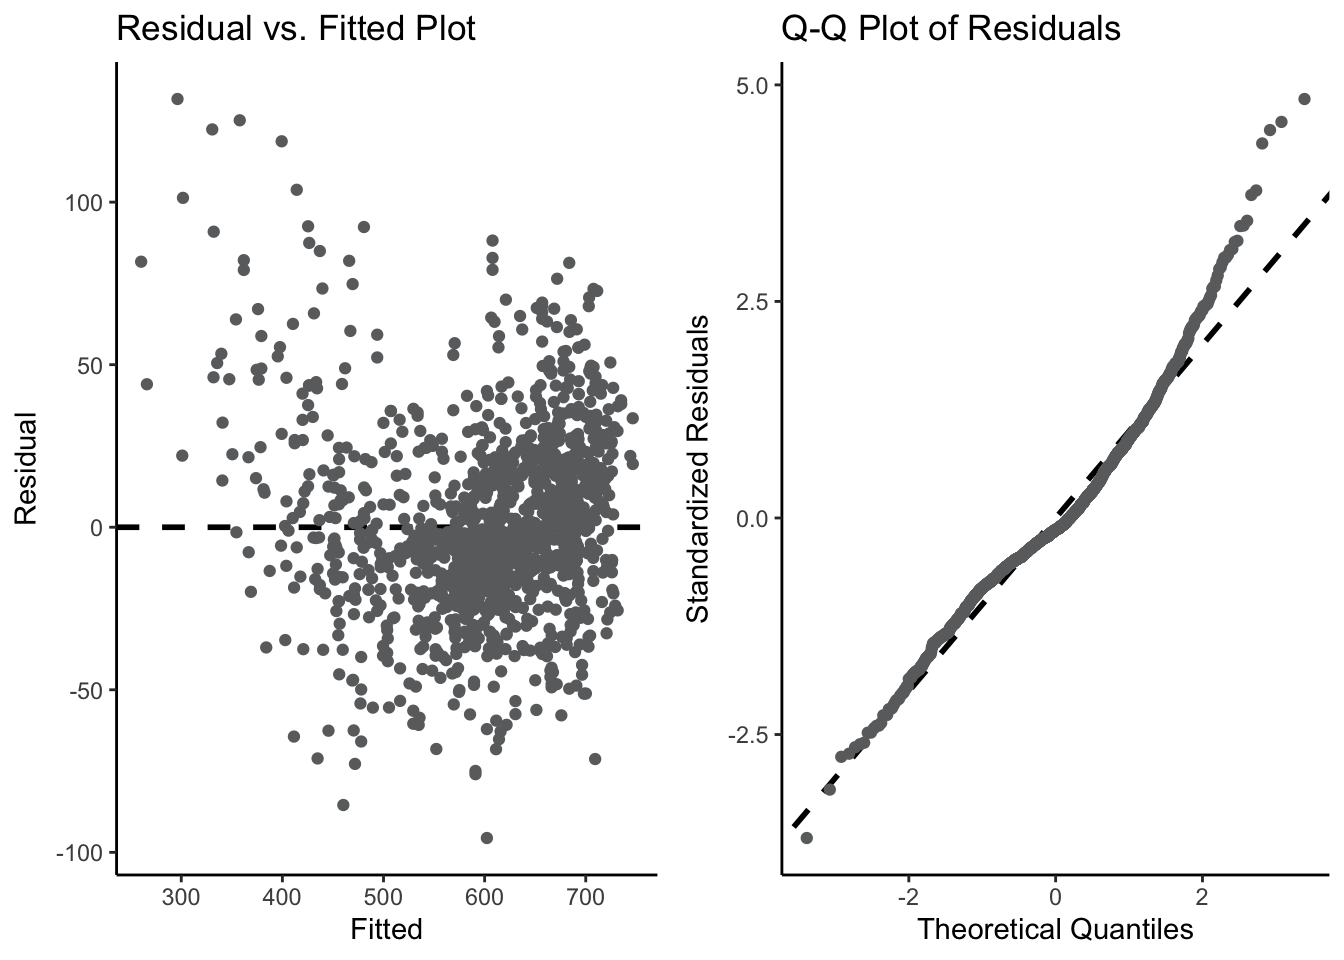 Residual vs. Fitted Plot
Residual
100
50
0
-50
-100
300 400 500 600 700
Fitted
Q-Q Plot of Residuals
Standardized Residuals
5.0
2.5
0.0
-2.5
-2 0 2
Theoretical Quantiles